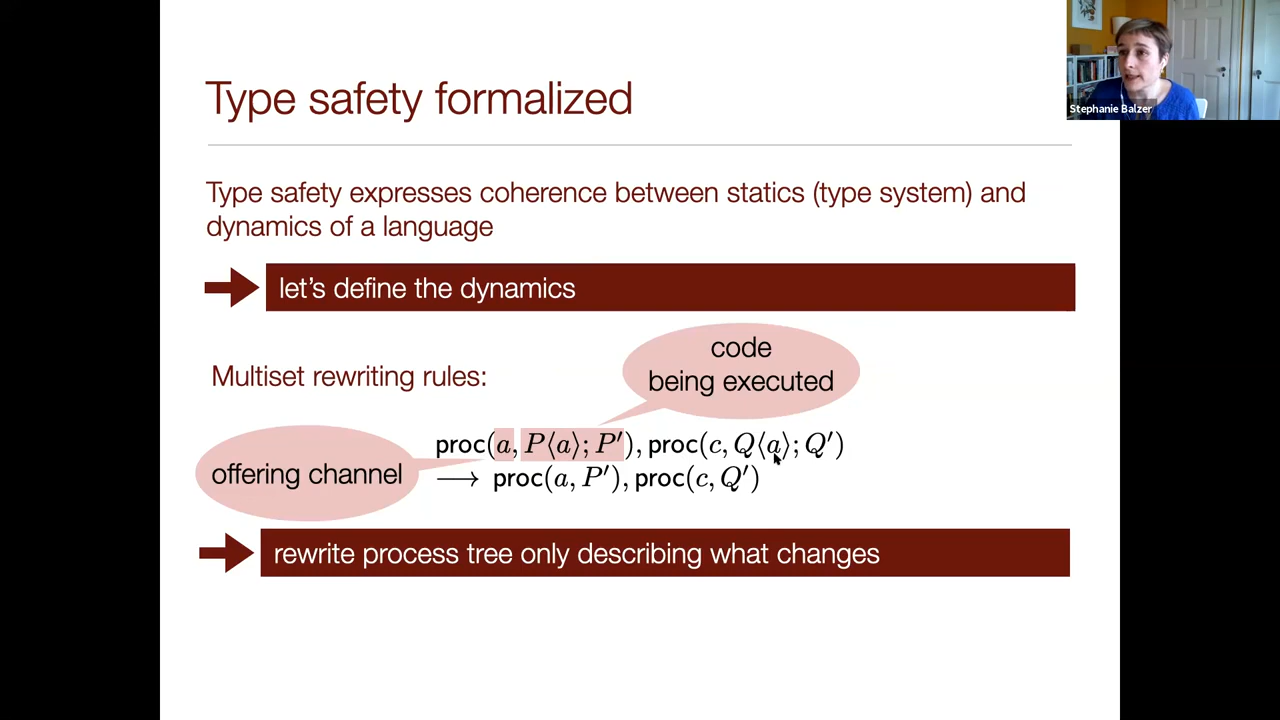 Type safety formalized
Stephanie Balzer
Type safety expresses coherence between statics (type system) and
dynamics of a language
let's define the dynamics
code
being executed
Multiset rewriting rules:
proc(a, P⟨a⟩; P′), proc(c, Q⟨a⟩; Q′)
offering channel
⟶ proc(a, P′), proc(c, Q′)
rewrite process tree only describing what changes